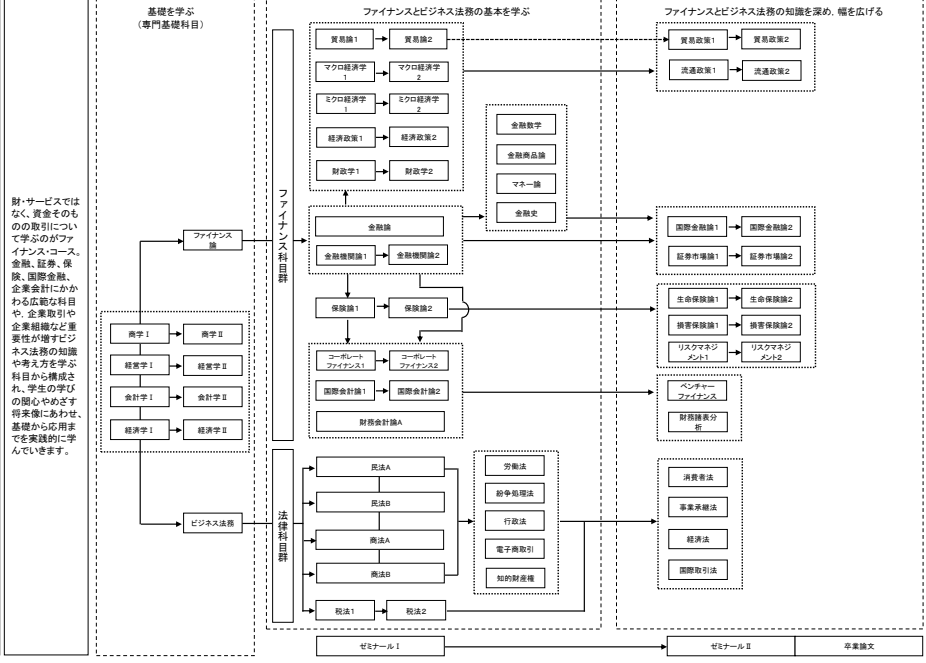 基礎を学ぶ
(専門基礎科目)
ファイナンスとビジネス法務の基本を学ぶ
ファイナンスとビジネス法務の知識を深め，幅を広げる
財・サービスでは
なく、資金そのも
のの取引につい
て学ぶのがファ
イナンス・コース。
金融、証券、保
険、国際金融、
企業会計にかか
わる広範な科目
や，企業取引や
企業組織など重
要性が増すビジ
ネス法務の知識
や考え方を学ぶ
科目から構成さ
れ、学生の学び
の関心やめざす
将来像にあわせ、
基礎から応用ま
でを実践的に学
んでいきます。
ファイナンス
論
商学Ⅰ
商学Ⅱ
経営学Ⅰ
経営学Ⅱ
会計学Ⅰ
会計学Ⅱ
経済学Ⅰ
経済学Ⅱ
ビジネス法務
ファイナンス科目群
貿易論1
貿易論2
マクロ経済学
1
マクロ経済学
2
ミクロ経済学
1
ミクロ経済学
2
経済政策1
経済政策2
財政学1
財政学2
金融論
金融機関論1
金融機関論2
保険論1
保険論2
コーポレート
ファイナンス1
コーポレート
ファイナンス2
国際会計論1
国際会計論2
財務会計論A
金融数学
金融商品論
マネー論
金融史
法律科目群
民法A
民法B
商法A
商法B
税法1
税法2
労働法
紛争処理法
行政法
電子商取引
知的財産権
貿易政策1
貿易政策2
流通政策1
流通政策2
国際金融論1
国際金融論2
証券市場論1
証券市場論2
生命保険論1
生命保険論2
損害保険論1
損害保険論2
リスクマネジ
メント1
リスクマネジ
メント2
ベンチャー
ファイナンス
財務諸表分
析
消費者法
事業承継法
経済法
国際取引法
ゼミナールⅠ
ゼミナールⅡ
卒業論文